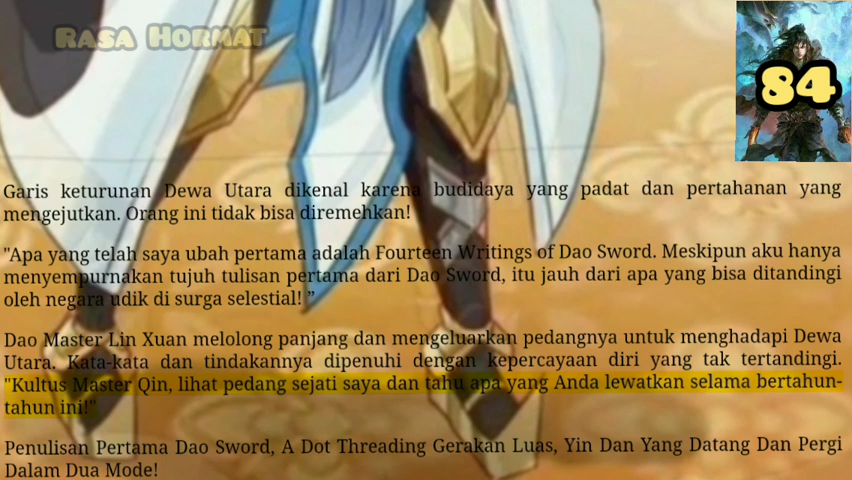 Rasa Hormat
84
Garis keturunan Dewa Utara dikenal karena budidaya yang padat dan pertahanan yang
mengejutkan. Orang ini tidak bisa diremehkan!
"Apa yang telah saya ubah pertama adalah Fourteen Writings of Dao Sword. Meskipun aku hanya
menyempurnakan tujuh tulisan pertama dari Dao Sword, itu jauh dari apa yang bisa ditandingi
oleh negara udik di surga selestial! ”
Dao Master Lin Xuan melolong panjang dan mengeluarkan pedangnya untuk menghadapi Dewa
Utara. Kata-kata dan tindakannya dipenuhi dengan kepercayaan diri yang tak tertandingi.
"Kultus Master Qin, lihat pedang sejati saya dan tahu apa yang Anda lewatkan selama bertahun-
tahun ini!"
Penulisan Pertama Dao Sword, A Dot Threading Gerakan Luas, Yin Dan Yang Datang Dan Pergi
Dalam Dua Mode!